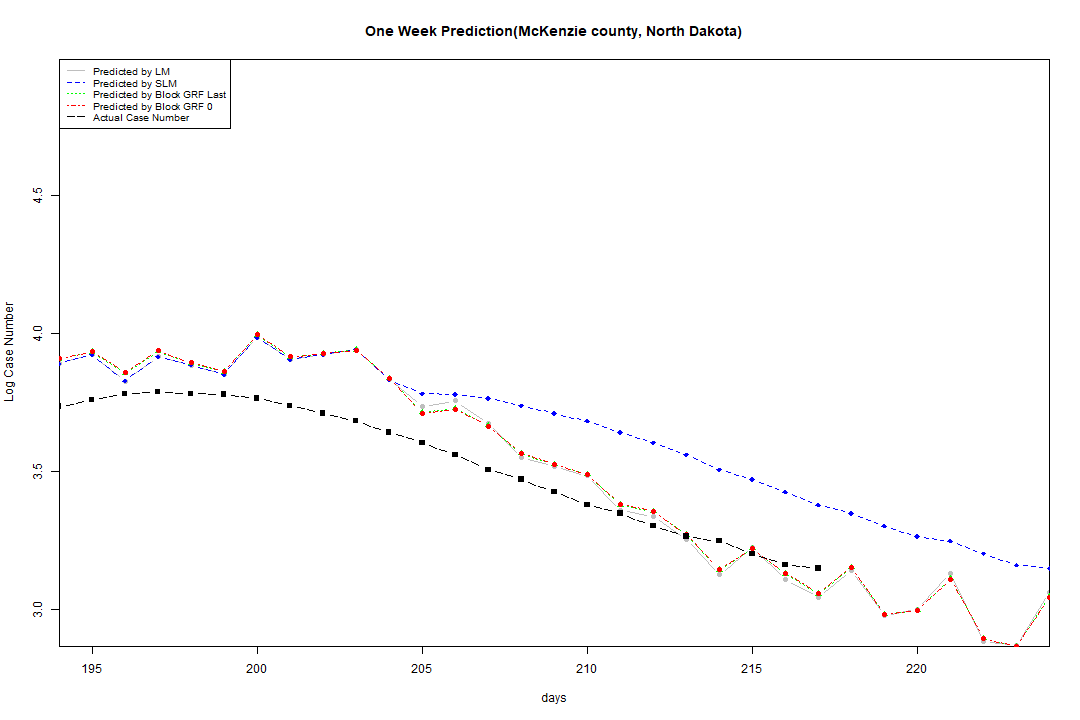 One Week Prediction(McKenzie county, North Dakota)
Predicted by LM
Predicted by SLM
Predicted by Block GRF Last
Predicted by Block GRF 0
Actual Case Number
4.5
4.0
3.5
3.0
Log Case Number
195 200 205 210 215 220
days